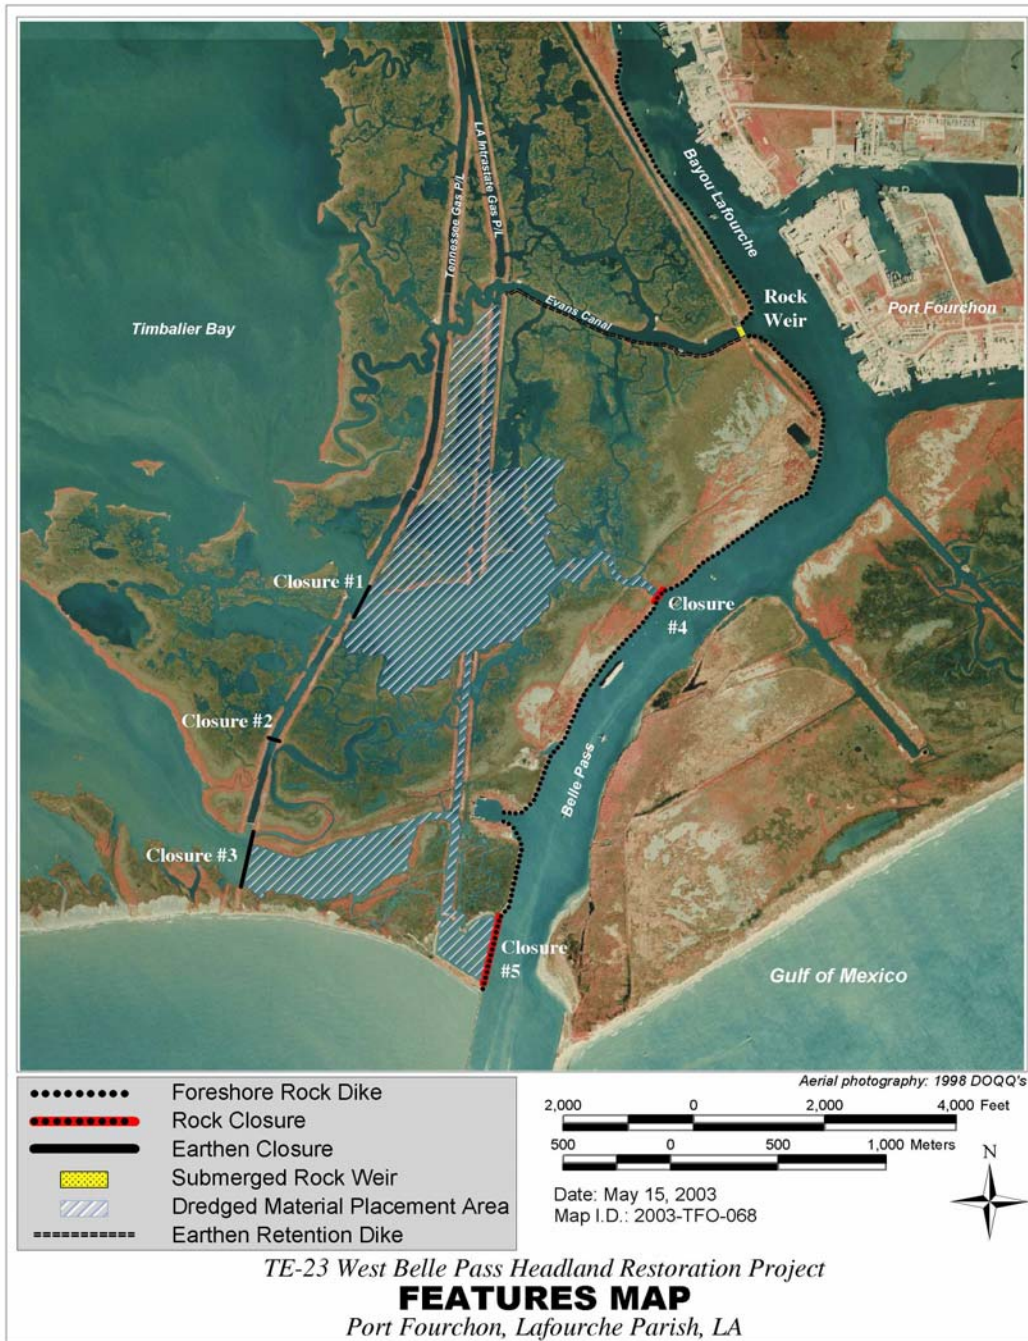 Tennessee Gas P/L
LA Intrastate Gas P/L
Bayou Lafourche
Timbalier Bay
Evans Canal
Rock
Weir
Port Fourchon
Closure #1
Closure
#4
Closure #2
Belle Pass
Closure #3
Closure
#5
Gulf of Mexico
Foreshore Rock Dike
Rock Closure
Earthen Closure
Submerged Rock Weir
Dredged Material Placement Area
Earthen Retention Dike
Aerial photography: 1998 DOQQ's
2,000 0 2,000 4,000 Feet
500 0 500 1,000 Meters
N
Date: May 15, 2003
Map I.D.: 2003-TFO-068
TE-23 West Belle Pass Headland Restoration Project
FEATURES MAP
Port Fourchon, Lafourche Parish, LA